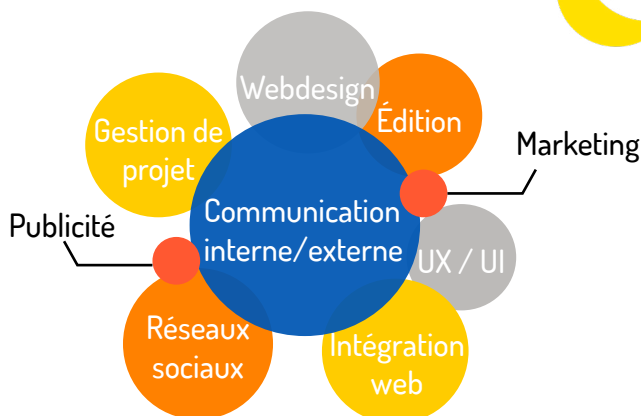 Webdesign
Édition
Gestion de
projet
Marketing
Communication
interne/externe
Publicité
UX / UI
Réseaux
sociaux
Intégration
web